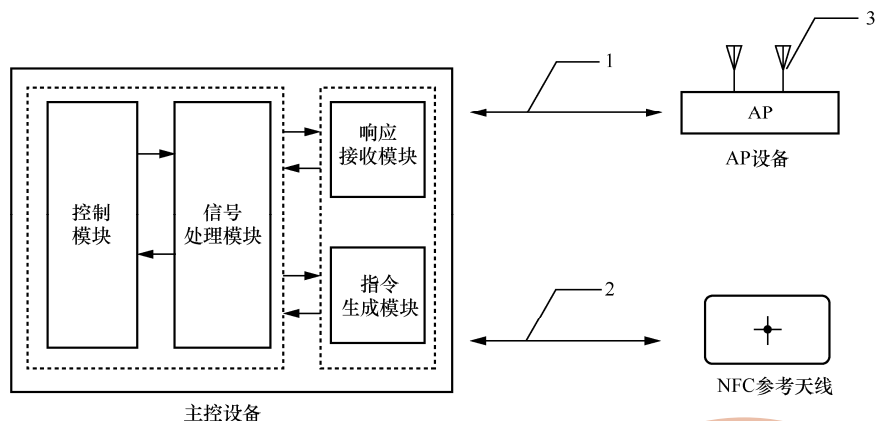 3
1
AP
AP设备
响应
接收模块
控制
模块
信号
处理模块
指令
生成模块
2
NFC参考天线
主控设备